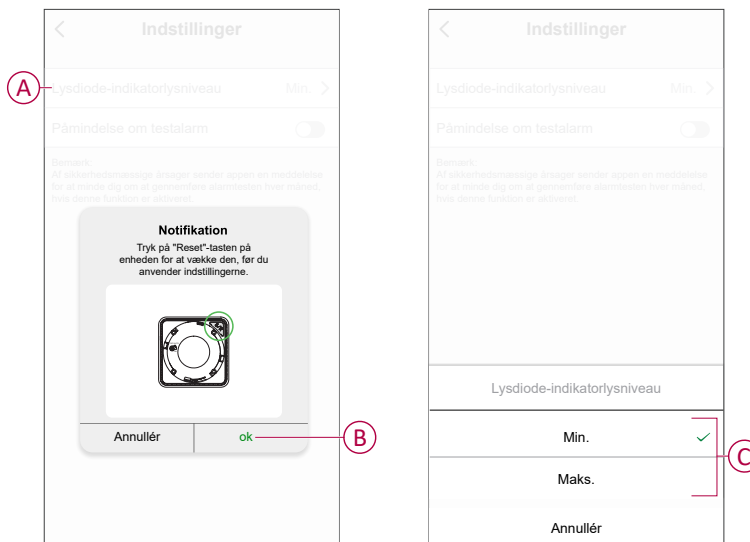 Indstillinger
A
Lysdiode-indikatorlysniveau Min.
Påmindelse om testalarm
Bemærk:
Af sikkerhedsmæssige årsager sender appen en meddelelse
for at minde dig om at gennemføre alarmtesten hver måned,
hvis denne funktion er aktiveret.
Notifikation
Tryk på "Reset"-tasten på
enheden for at vække den, før du
anvender indstillingerne.
Annullér ok
B
Indstillinger
Lysdiode-indikatorlysniveau Min.
Påmindelse om testalarm
Bemærk:
Af sikkerhedsmæssige årsager sender appen en meddelelse
for at minde dig om at gennemføre alarmtesten hver måned,
hvis denne funktion er aktiveret.
Lysdiode-indikatorlysniveau
Min.
C
Maks.
Annullér